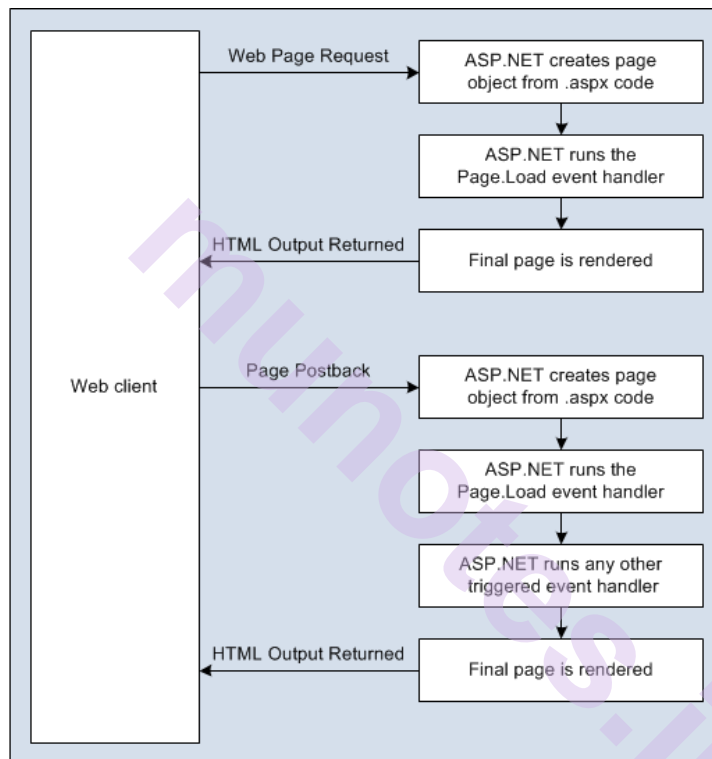 Web Page Request
ASP.NET creates page
object from .aspx code
ASP.NET runs the
Page.Load event handler
HTML Output Returned
Final page is rendered
Web client
Page Postback
ASP.NET creates page
object from .aspx code
ASP.NET runs the
Page.Load event handler
ASP.NET runs any other
triggered event handler
HTML Output Returned
Final page is rendered
munotes.i